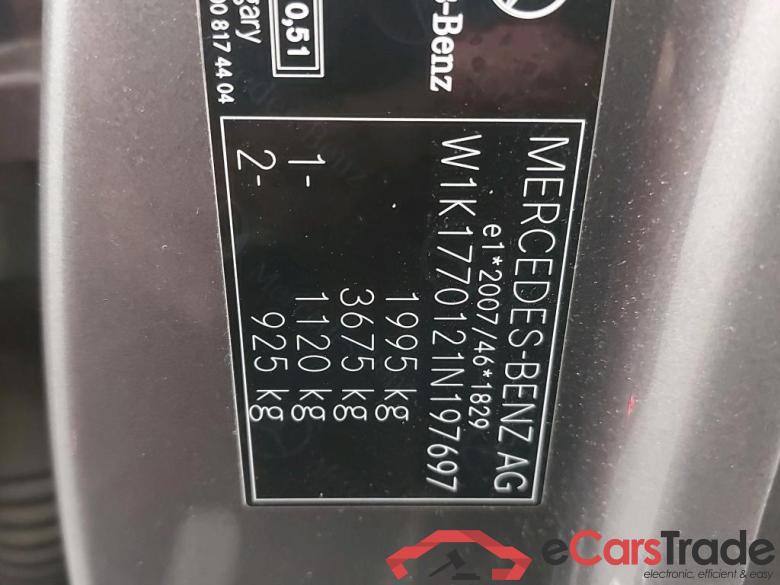 -Benz
0,51
gary
00 817 44 04
MERCEDES-BENZ AG
e1*2007/46*1829
W1K1770121N197697
1995 kg
3675 kg
1- 1120 kg
2- 925 kg
eCarsTrade
electronic, efficient & easy